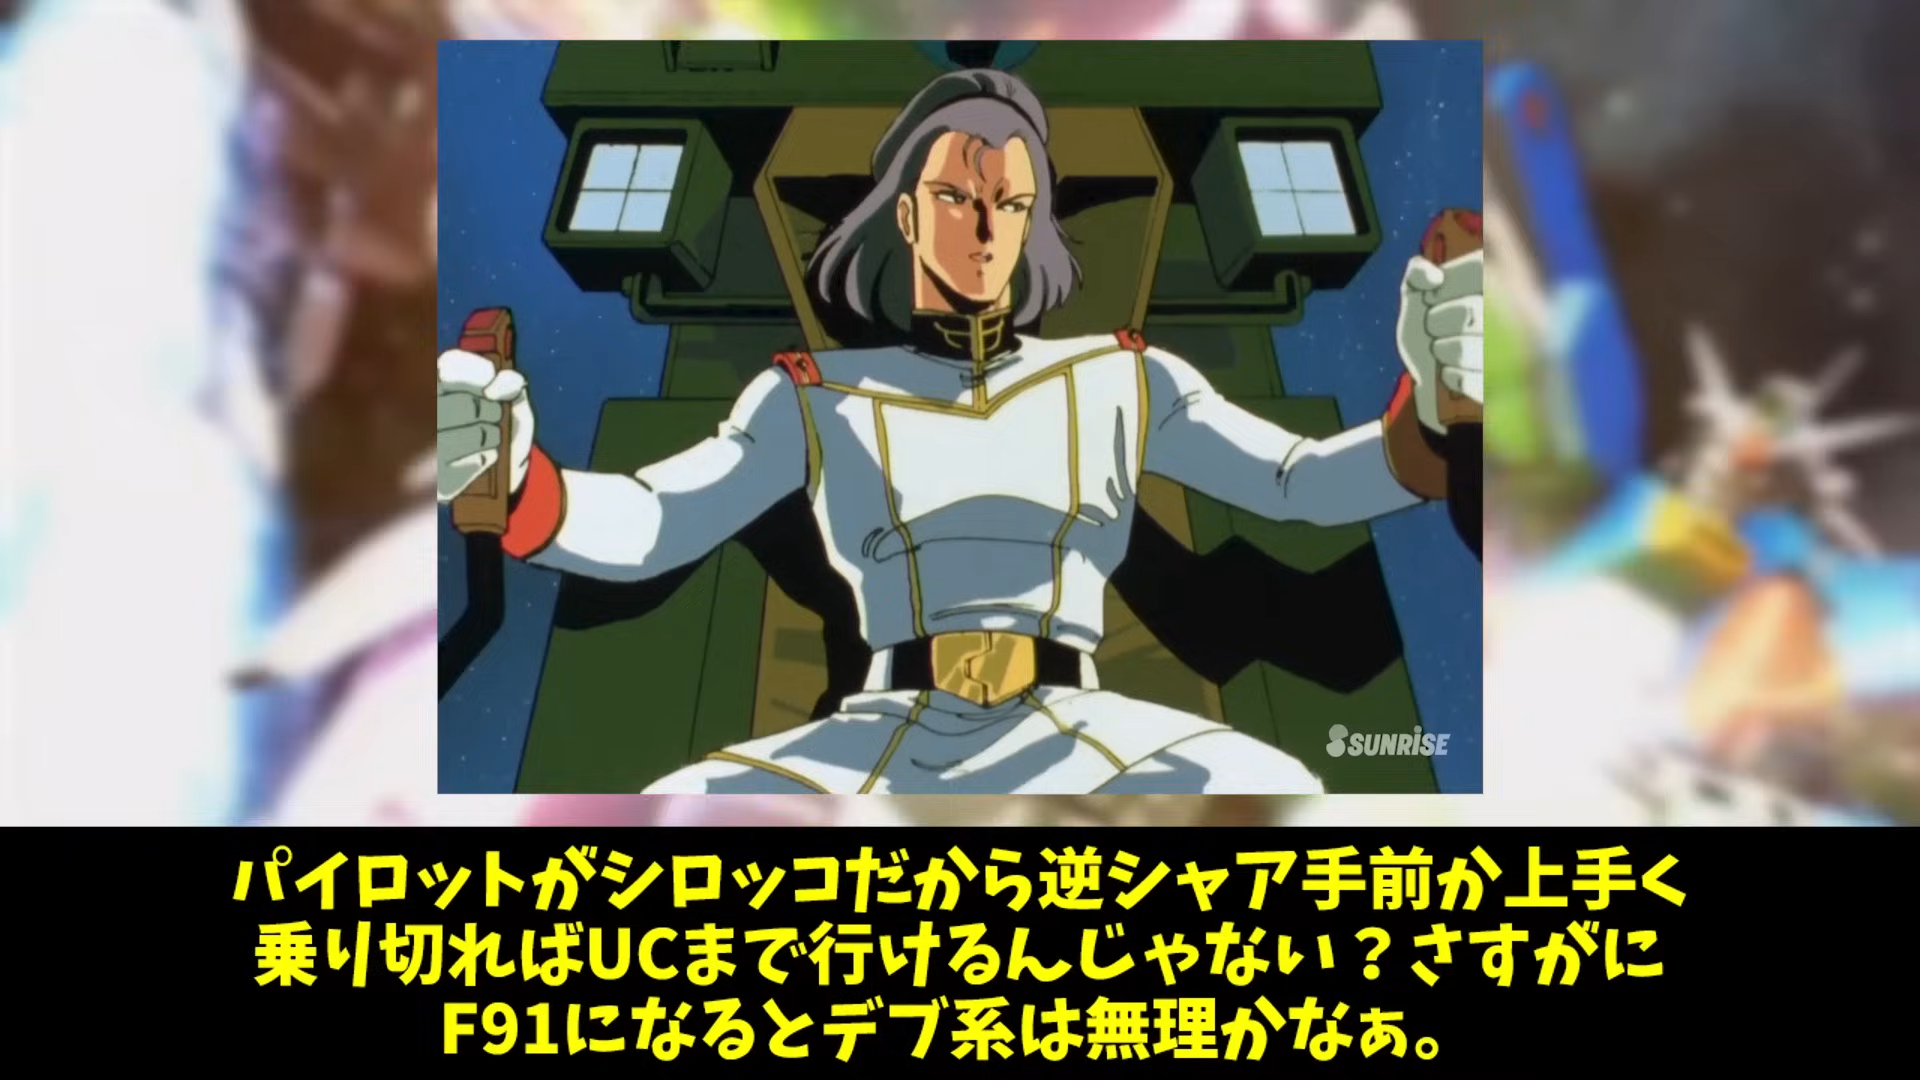 SUNRISE
パイロットがシロッコだから逆シャア手前か上手く
乗り切ればUCまで行けるんじゃない？さすがに
F91になるとデブ系は無理かなぁ。